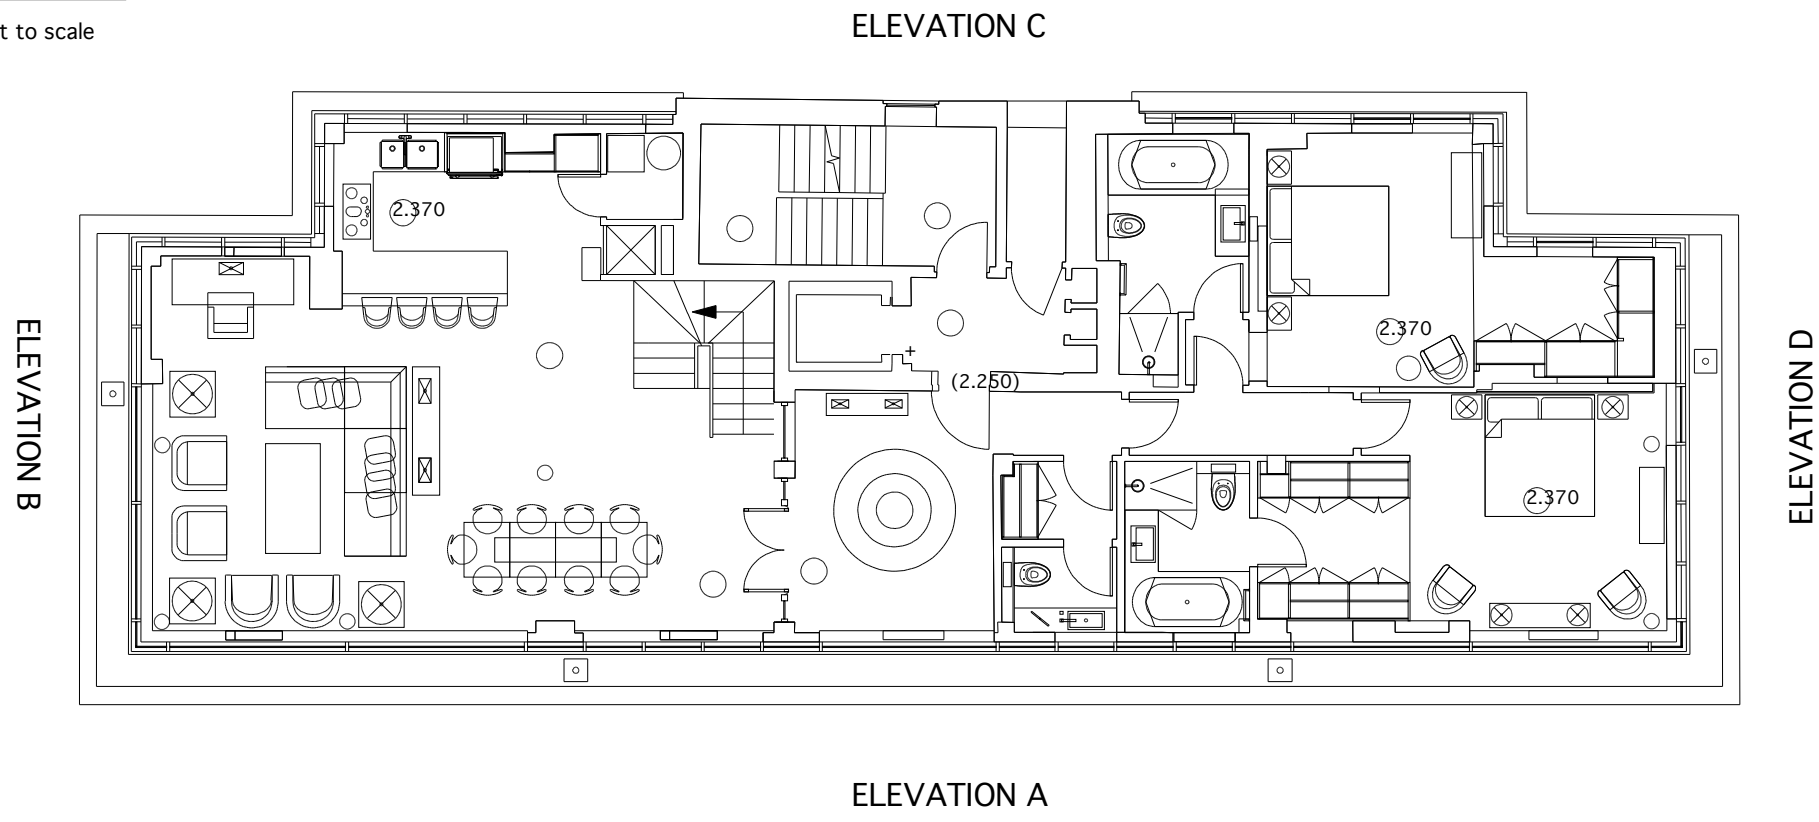 ELEVATION C
t to scale
2.370
2.370
(2.250)
2.370
ELEVATION B
ELEVATION D
ELEVATION A